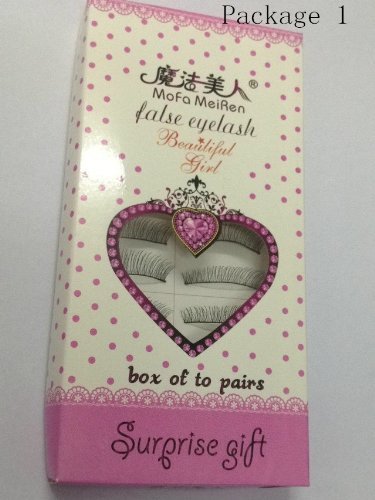 Package 1
魔法美人®
MoFa MeiRen
false eyelash
Beautiful
Girl
box of to pairs
Surprise gift